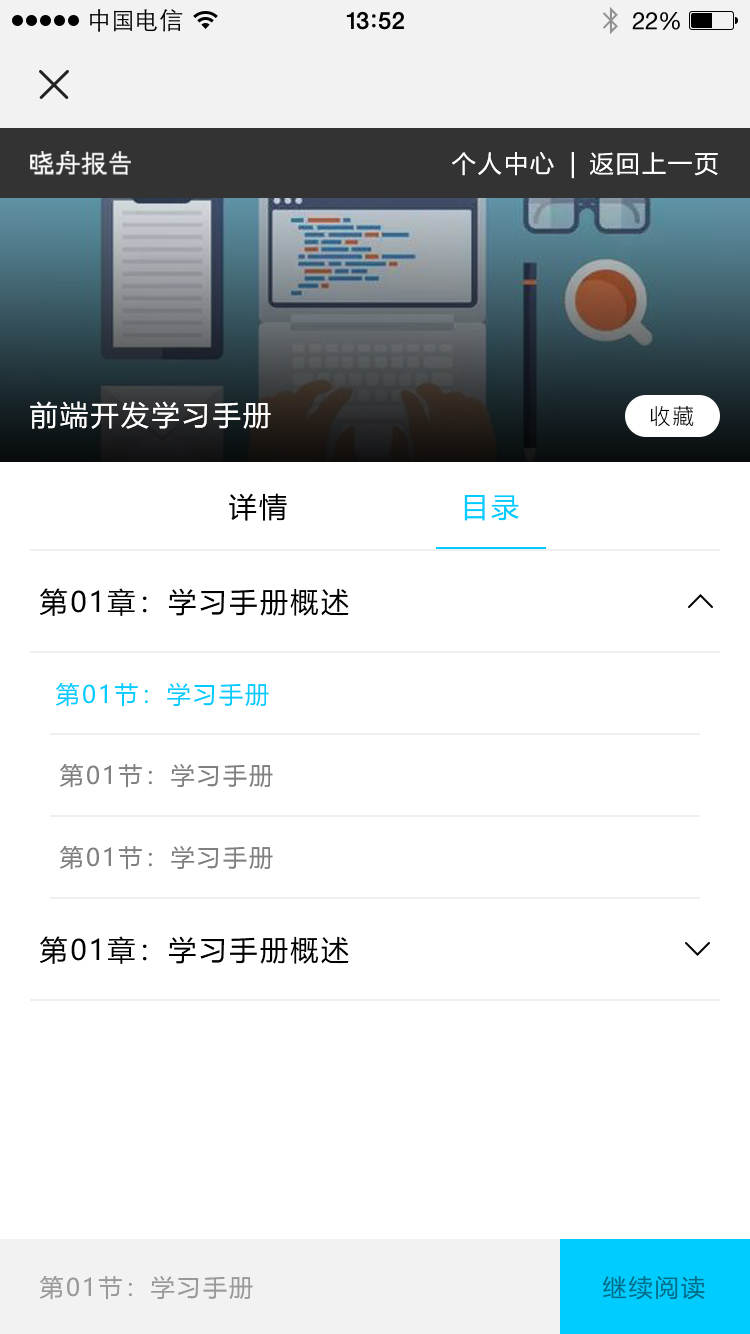 中国电信 13:52 22%
晓舟报告 个人中心 | 返回上一页
前端开发学习手册 收藏
详情 目录
第01章：学习手册概述
第01节：学习手册
第01节：学习手册
第01节：学习手册
第01章：学习手册概述
第01节：学习手册 继续阅读